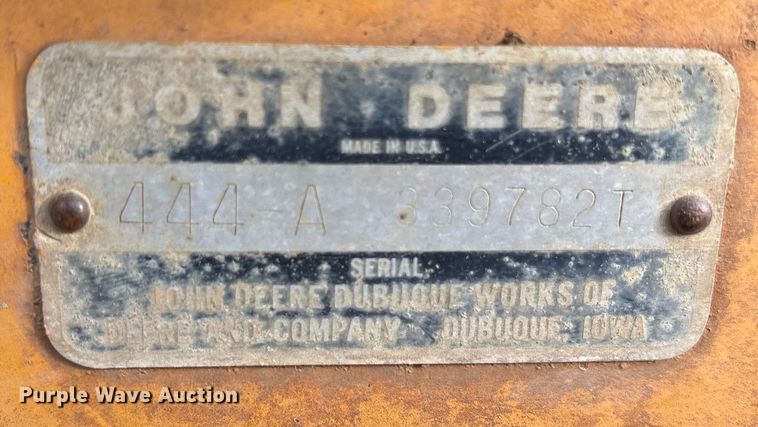 JOHN DEERE
MADE IN U.S.A.
444-A 339782T
SERIAL
JOHN DEERE DUBUQUE WORKS OF
DEERE AND COMPANY DUBUQUE, IOWA
Purple Wave Auction